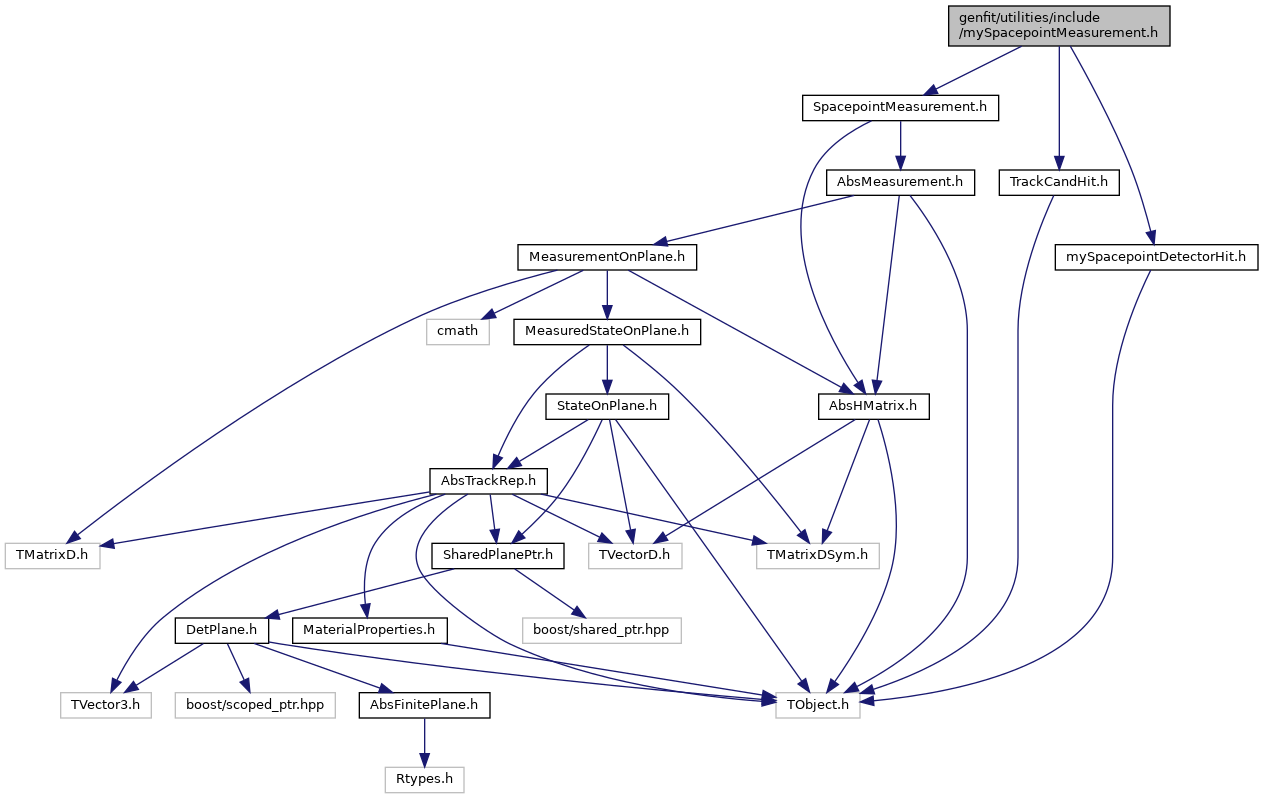 genfit/utilities/include
/mySpacepointMeasurement.h
SpacepointMeasurement.h
AbsMeasurement.h
TrackCandHit.h
MeasurementOnPlane.h
mySpacepointDetectorHit.h
cmath
MeasuredStateOnPlane.h
StateOnPlane.h
AbsHMatrix.h
AbsTrackRep.h
TMatrixD.h
SharedPlanePtr.h
TVectorD.h
TMatrixDSym.h
DetPlane.h
MaterialProperties.h
boost/shared_ptr.hpp
TVector3.h
boost/scoped_ptr.hpp
AbsFinitePlane.h
TObject.h
Rtypes.h